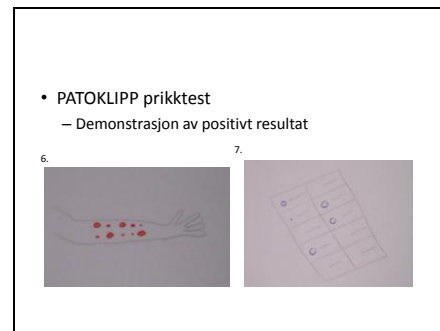 • PATOKLIPP prikktest
– Demonstrasjon av positivt resultat
6.
7.